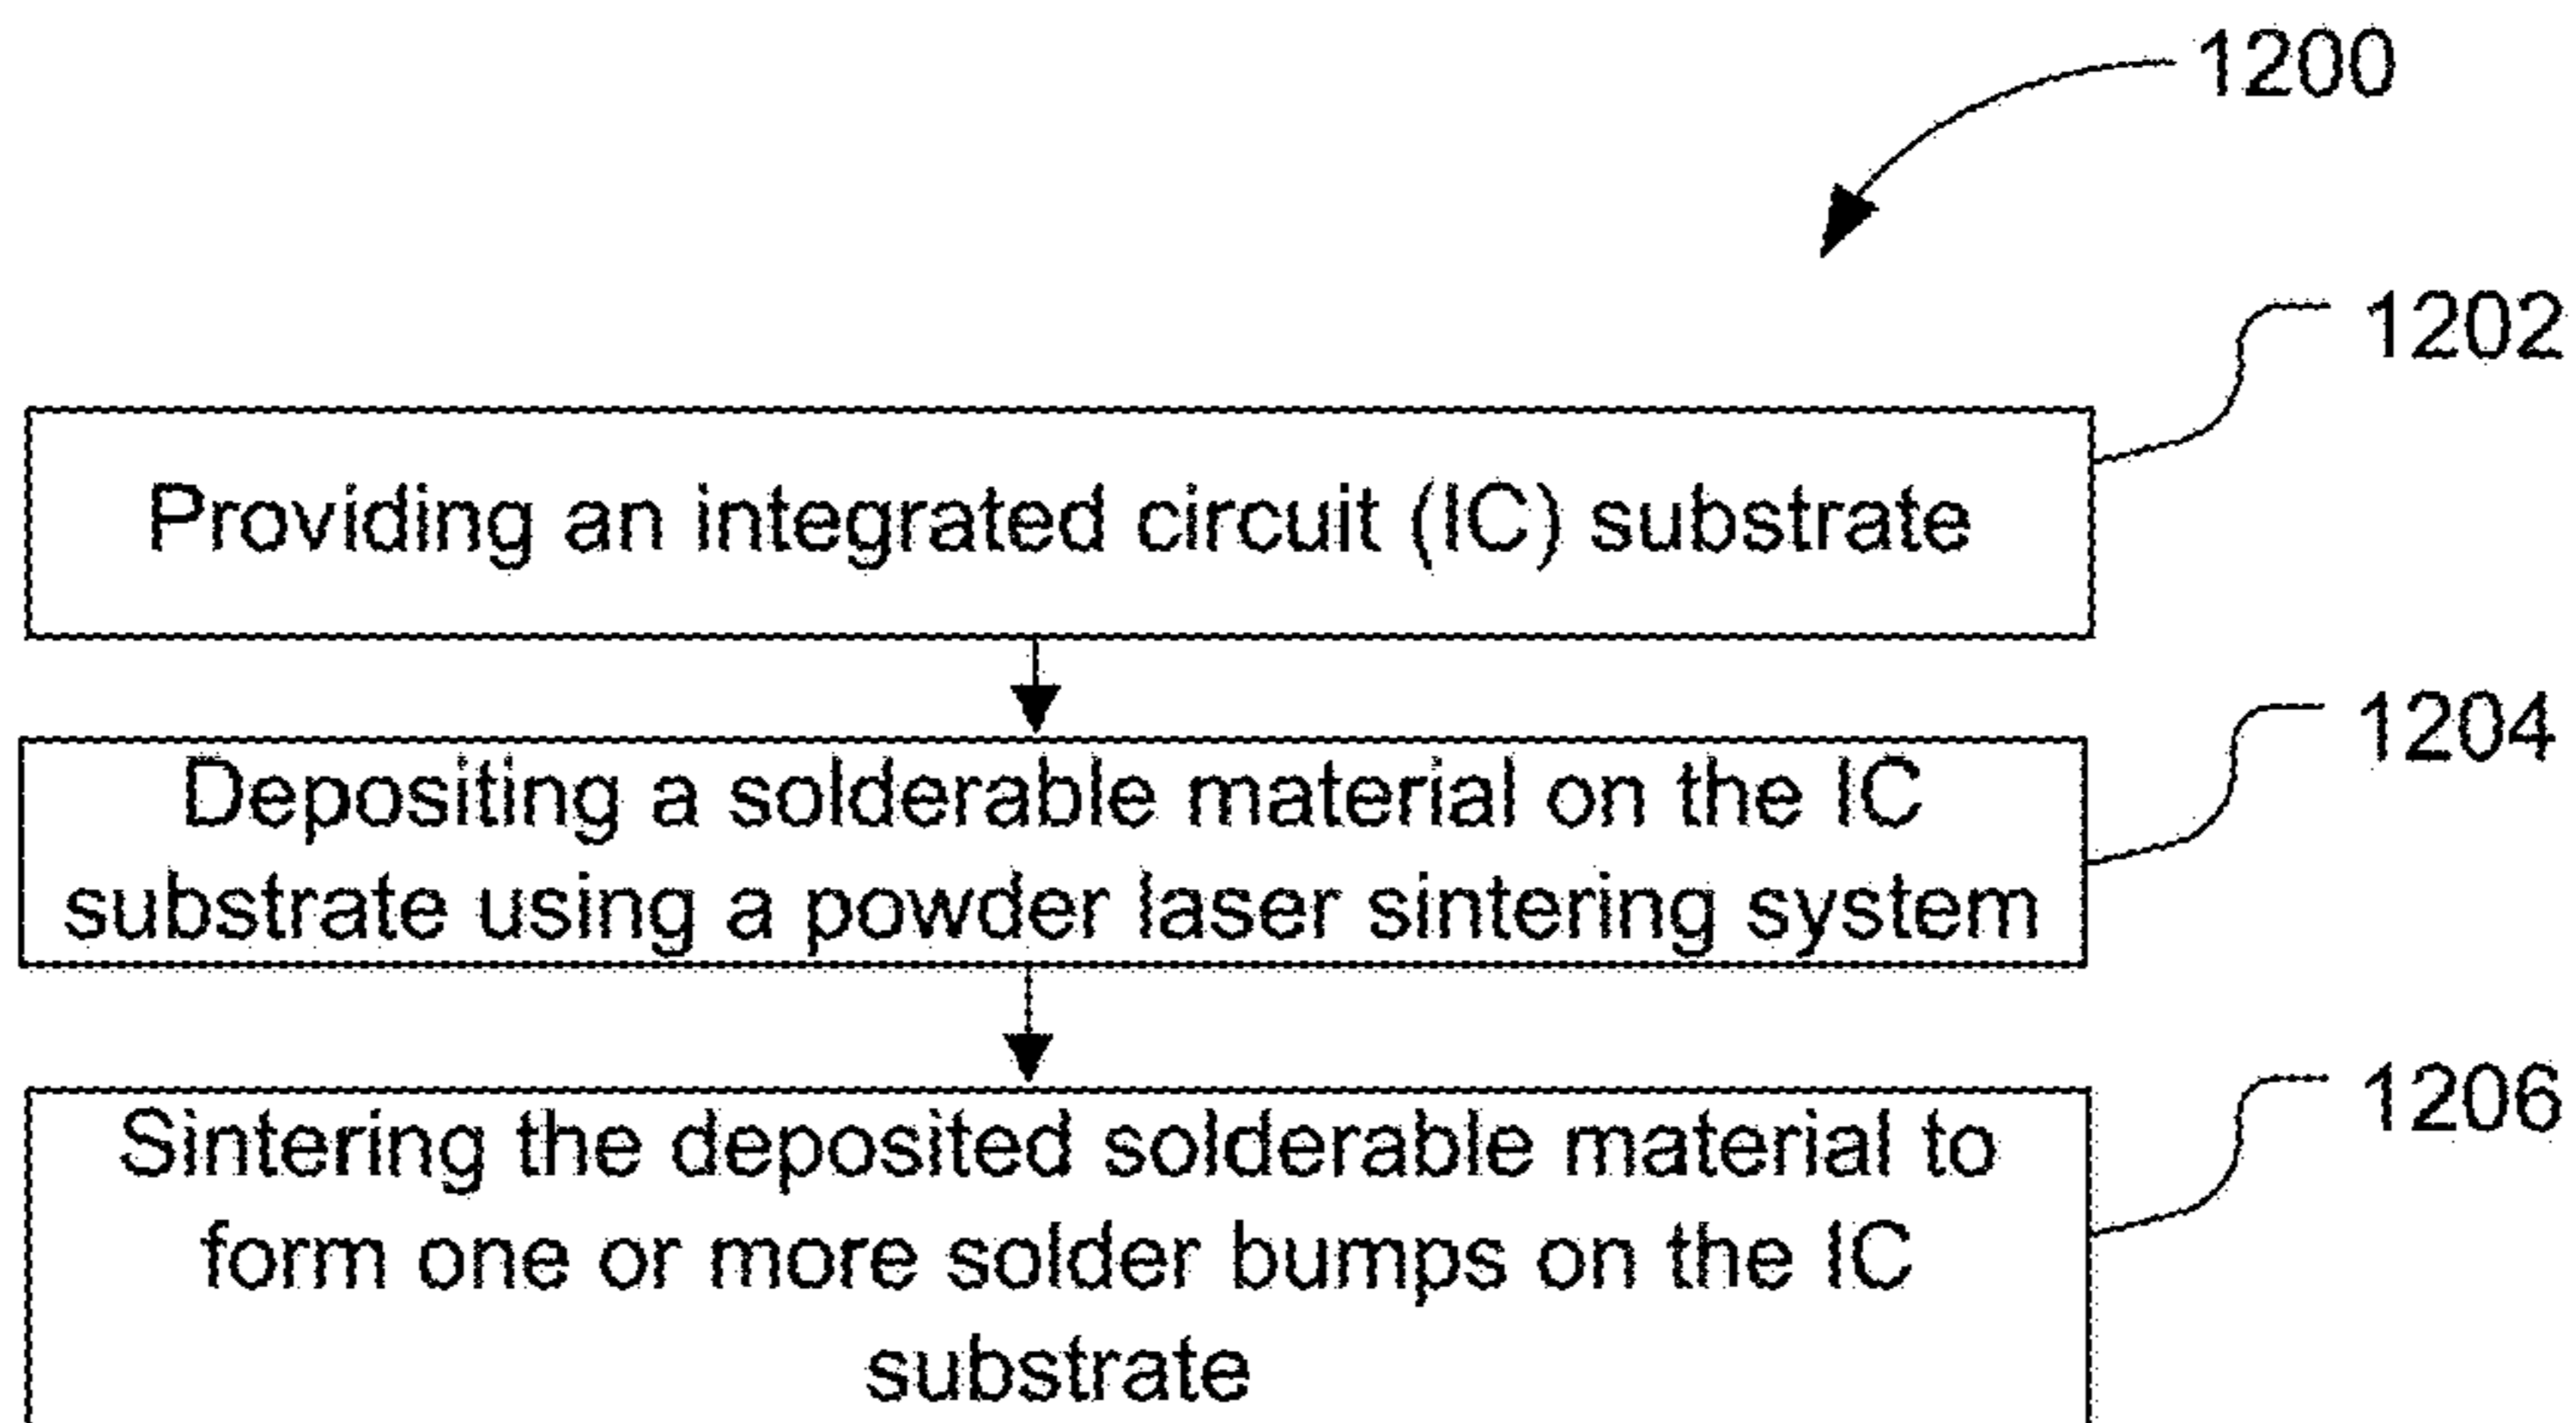 1200
1202
Providing an integrated circuit (IC) substrate
1204
Depositing a solderable material on the IC
substrate using a powder laser sintering system
1206
Sintering the deposited solderable material to
form one or more solder bumps on the IC
substrate